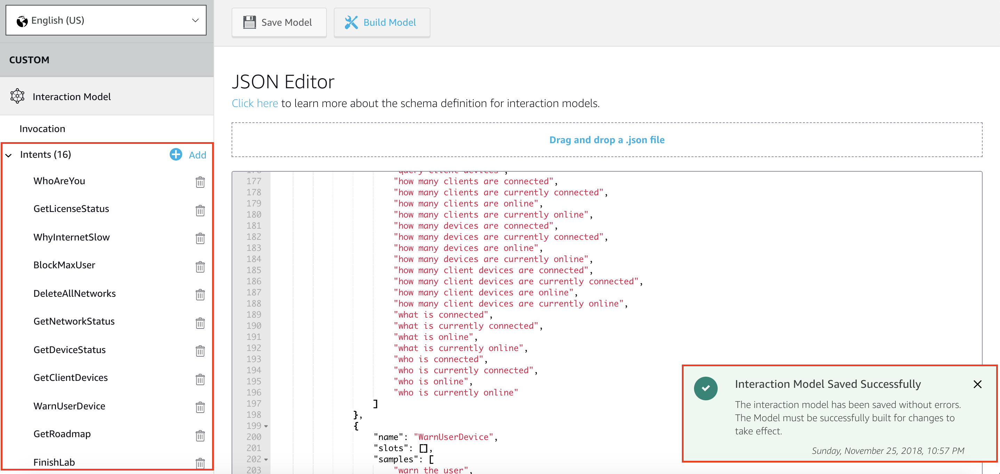 English (US)
CUSTOM
Interaction Model
Invocation
Intents (16)
Add
WhoAreYou
GetLicenseStatus
WhyInternetSlow
BlockMaxUser
DeleteAllNetworks
GetNetworkStatus
GetDeviceStatus
GetClientDevices
WarnUserDevice
GetRoadmap
FinishLab
Save Model
Build Model
JSON Editor
Click here to learn more about the schema definition for interaction models.
Drag and drop a .json file
176 "query client devices",
177 "how many clients are connected",
178 "how many clients are currently connected",
179 "how many clients are online",
180 "how many clients are currently online",
181 "how many devices are connected",
182 "how many devices are currently connected",
183 "how many devices are online",
184 "how many devices are currently online",
185 "how many client devices are connected",
186 "how many client devices are currently connected",
187 "how many client devices are online",
188 "how many client devices are currently online",
189 "what is connected",
190 "what is currently connected",
191 "what is online",
192 "what is currently online",
193 "who is connected",
194 "who is currently connected",
195 "who is online",
196 "who is currently online"
197 ]
198 },
199 {
200 "name": "WarnUserDevice",
201 "slots": [],
202 "samples": [
203 "warn the user",
Interaction Model Saved Successfully
The interaction model has been saved without errors.
The Model must be successfully built for changes to
take effect.
Sunday, November 25, 2018, 10:57 PM